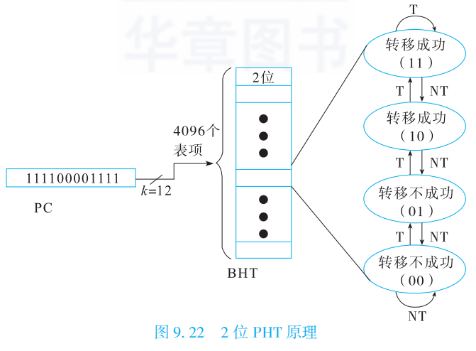 华章图书
T
转移成功
(11)
T
NT
转移成功
(10)
T
NT
转移不成功
(01)
T
NT
转移不成功
(00)
NT
2位
4096个
表项
111100001111
k=12
PC
BHT
图 9.22 2 位 PHT 原理